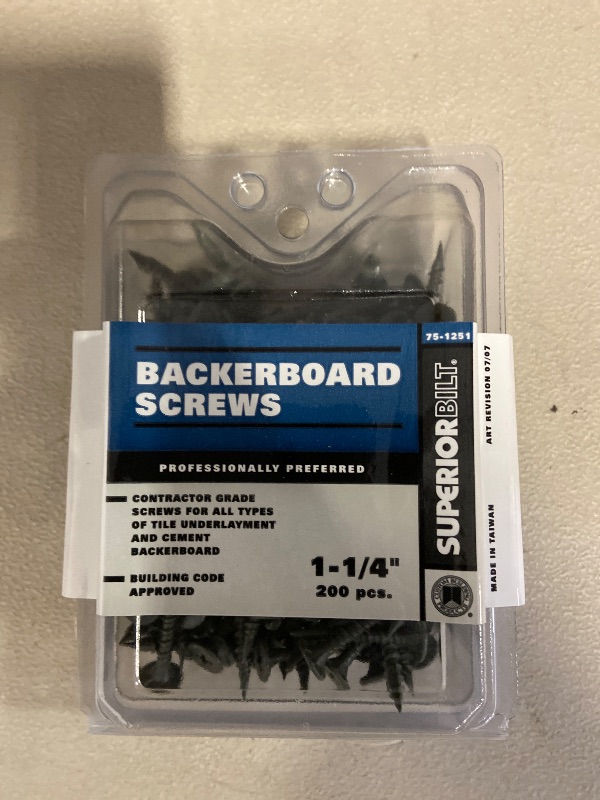 BACKERBOARD
SCREWS
PROFESSIONALLY PREFERRED
CONTRACTOR GRADE
SCREWS FOR ALL TYPES
OF TILE UNDERLAYMENT
AND CEMENT
BACKERBOARD
BUILDING CODE
APPROVED
1-1/4"
200 pcs.
75-1251
SUPERIORBILT®
ART REVISION 07/07
MADE IN TAIWAN